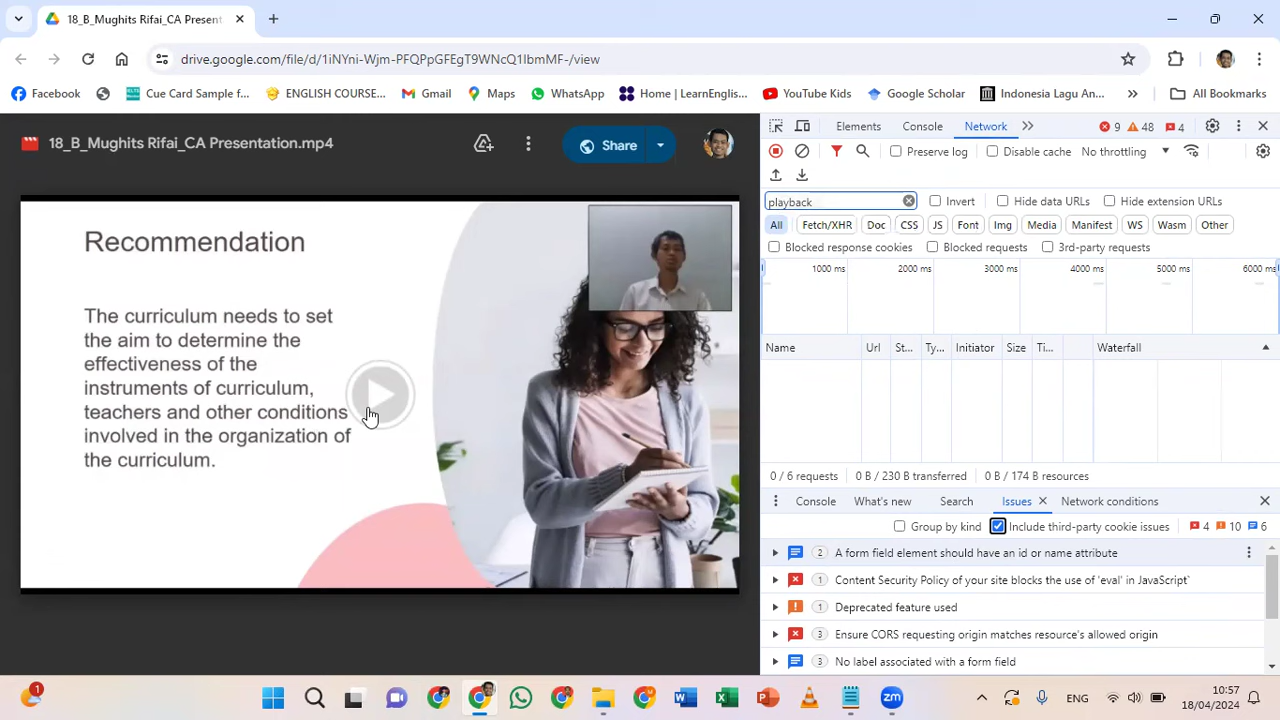 18_B_Mughits Rifai_CA Present
drive.google.com/file/d/1iNYni-Wjm-PFQPpGFEgT9WNcQ1IbmMF-/view
Facebook
Cue Card Sample f...
ENGLISH COURSE...
Gmail
Maps
WhatsApp
Home | LearnEnglis...
YouTube Kids
Google Scholar
Indonesia Lagu An...
All Bookmarks
18_B_Mughits Rifai_CA Presentation.mp4
Share
Elements
Console
Network
9
48
4
Preserve log
Disable cache
No throttling
playback
Invert
Hide data URLs
Hide extension URLs
All
Fetch/XHR
Doc
CSS
JS
Font
Img
Media
Manifest
WS
Wasm
Other
Blocked response cookies
Blocked requests
3rd-party requests
1000 ms
2000 ms
3000 ms
4000 ms
5000 ms
6000 ms
Name
Url
St...
Ty...
Initiator
Size
Ti...
Waterfall
0 / 6 requests
0 B / 230 B transferred
0 B / 174 B resources
Console
What's new
Search
Issues
Network conditions
Group by kind
Include third-party cookie issues
4
10
6
2 A form field element should have an id or name attribute
1 Content Security Policy of your site blocks the use of 'eval' in JavaScript`
1 Deprecated feature used
3 Ensure CORS requesting origin matches resource's allowed origin
3 No label associated with a form field
Recommendation
The curriculum needs to set
the aim to determine the
effectiveness of the
instruments of curriculum,
teachers and other conditions
involved in the organization of
the curriculum.
1
zm
ENG
10:57
18/04/2024